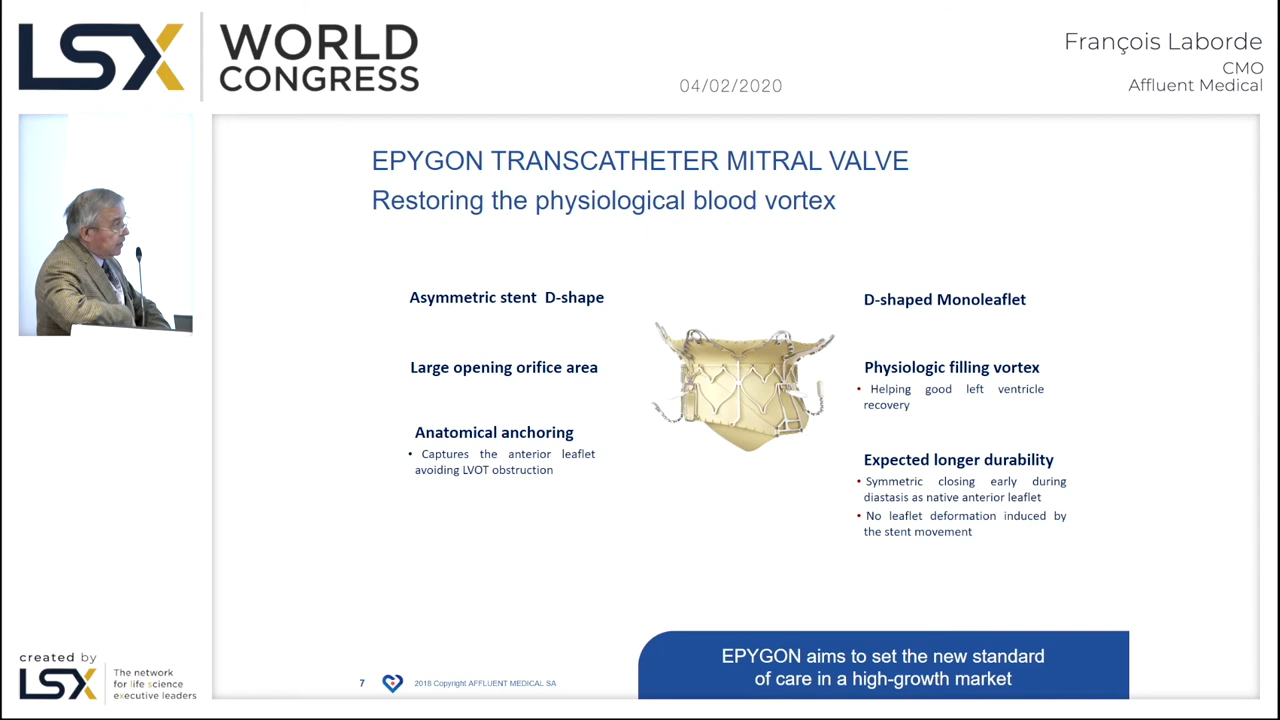 LSX
WORLD
CONGRESS
04/02/2020
François Laborde
CMO
Affluent Medical
EPYGON TRANSCATHETER MITRAL VALVE
Restoring the physiological blood vortex
Asymmetric stent D-shape
Large opening orifice area
Anatomical anchoring
• Captures the anterior leaflet
avoiding LVOT obstruction
D-shaped Monoleaflet
Physiologic filling vortex
• Helping good left ventricle
recovery
Expected longer durability
• Symmetric closing early during
diastasis as native anterior leaflet
• No leaflet deformation induced by
the stent movement
EPYGON aims to set the new standard
of care in a high-growth market
7 2018 Copyright AFFLUENT MEDICAL SA
created by
LSX
The network
for life science
executive leaders